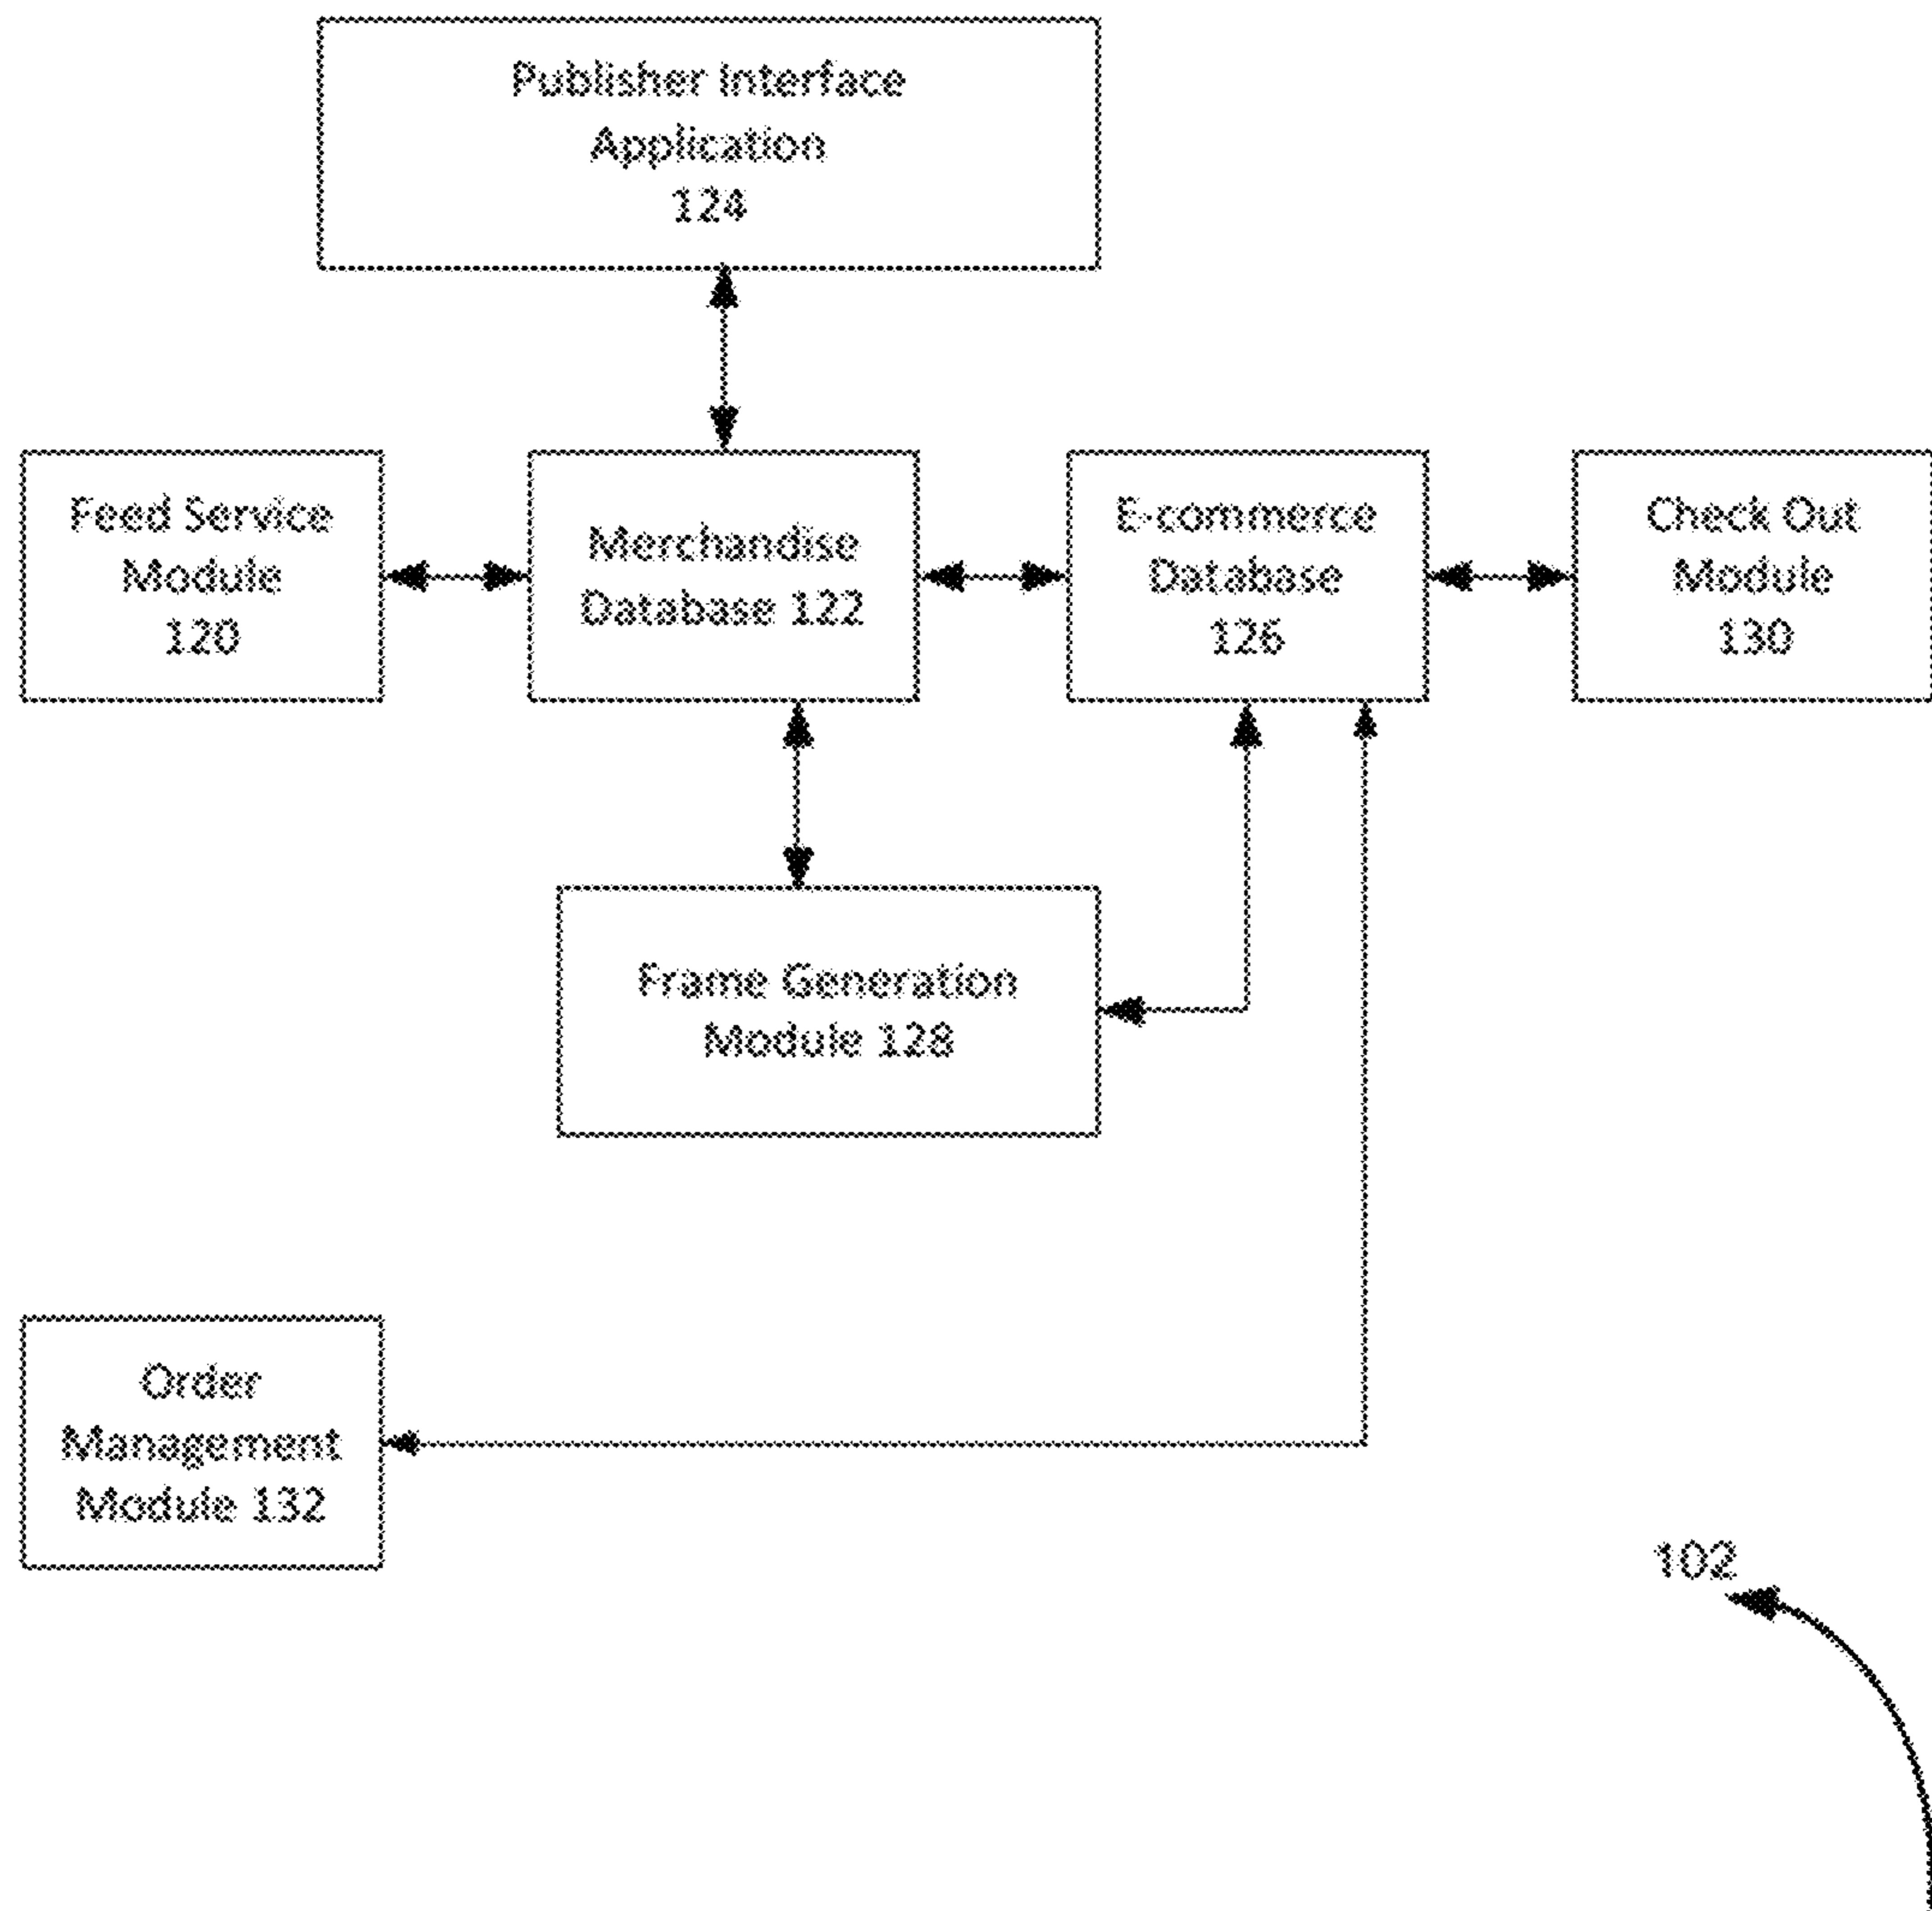 Publisher Interface
Application
124
Feed Service
Module
120
Merchandise
Database 122
E-commerce
Database
126
Check Out
Module
130
Frame Generation
Module 128
Order
Management
Module 132
102